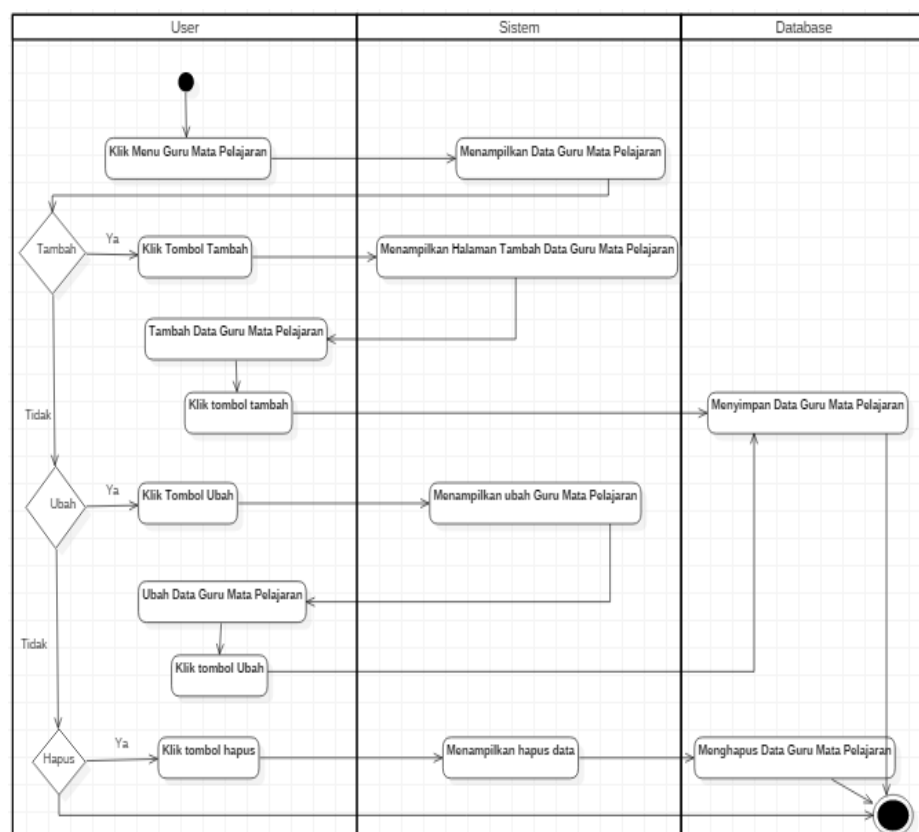 User
Sistem
Database
Klik Menu Guru Mata Pelajaran
Menampilkan Data Guru Mata Pelajaran
Tambah
Ya
Klik Tombol Tambah
Menampilkan Halaman Tambah Data Guru Mata Pelajaran
Tambah Data Guru Mata Pelajaran
Klik tombol tambah
Menyimpan Data Guru Mata Pelajaran
Tidak
Ubah
Ya
Klik Tombol Ubah
Menampilkan ubah Guru Mata Pelajaran
Ubah Data Guru Mata Pelajaran
Tidak
Klik tombol Ubah
Hapus
Ya
Klik tombol hapus
Menampilkan hapus data
Menghapus Data Guru Mata Pelajaran